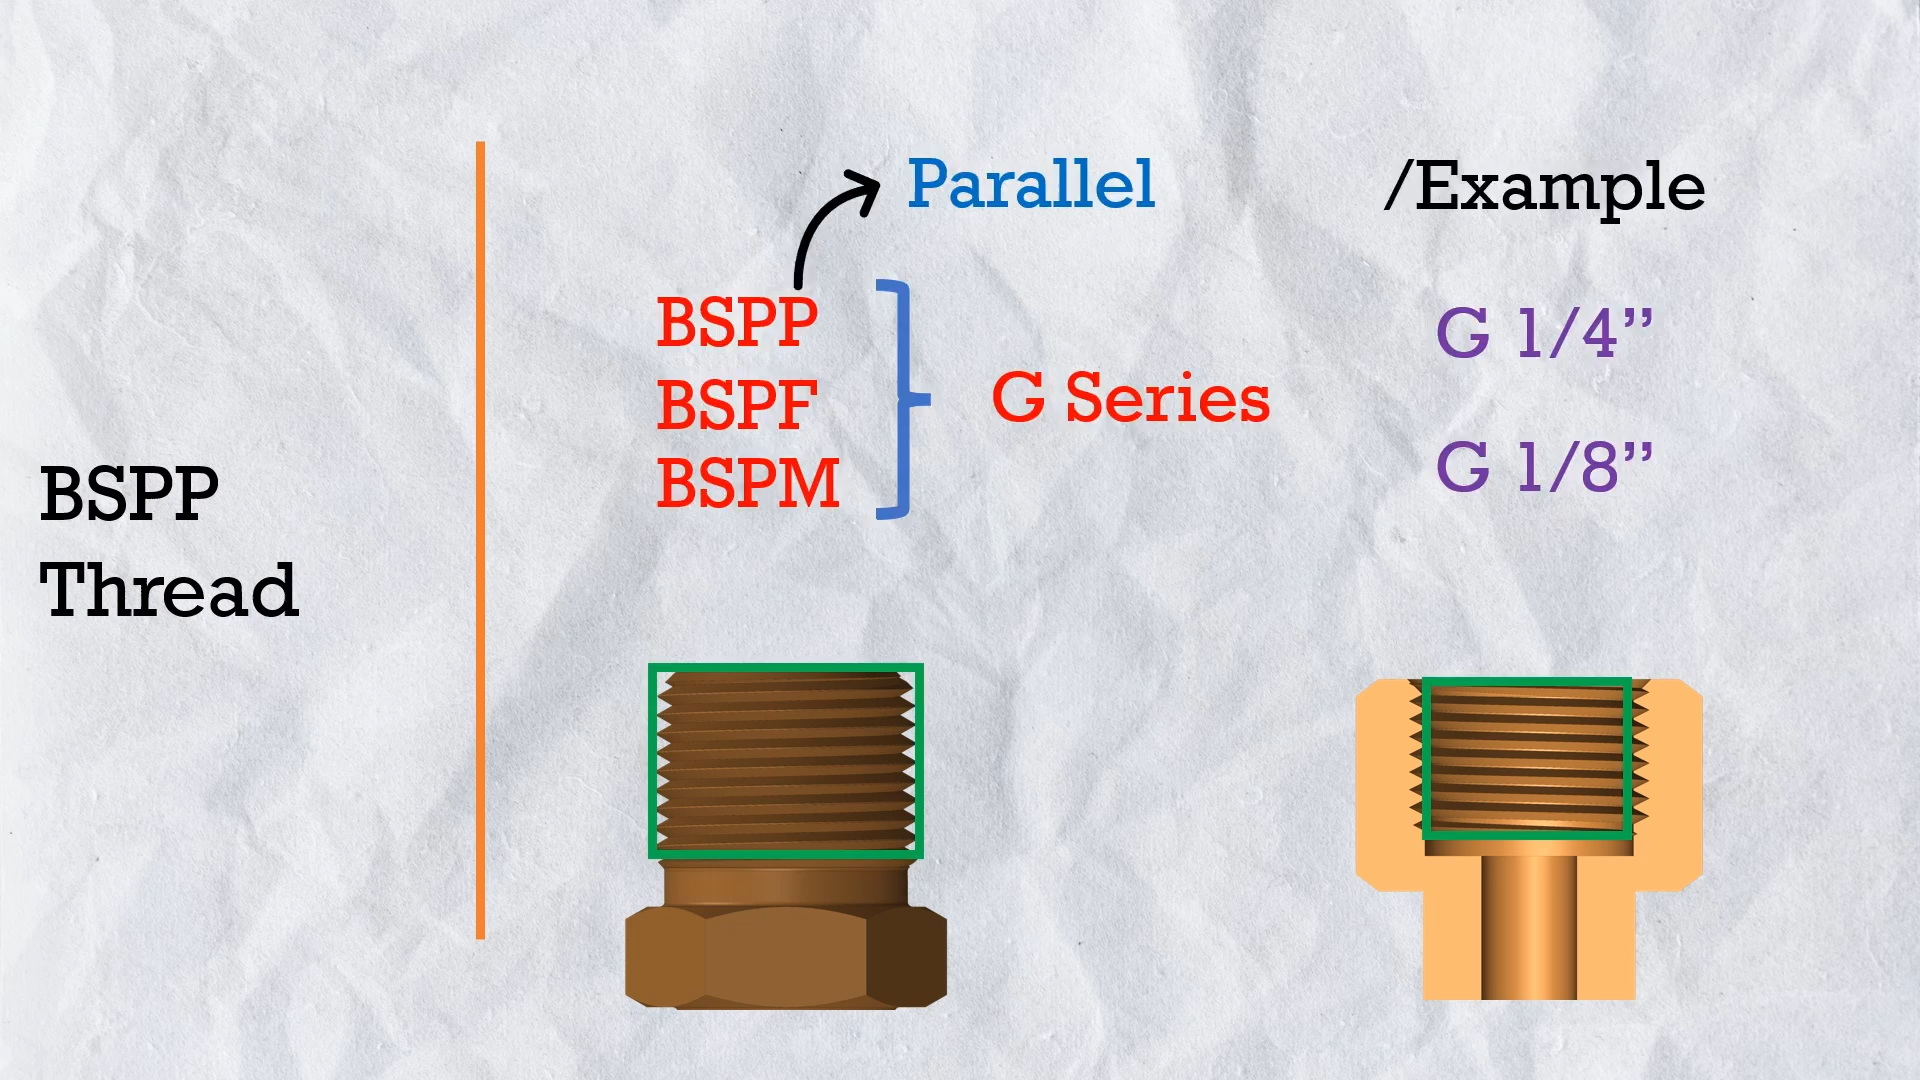 BSPP
Thread
Parallel
/Example
BSPP
BSPF
BSPM
G Series
G 1/4”
G 1/8”